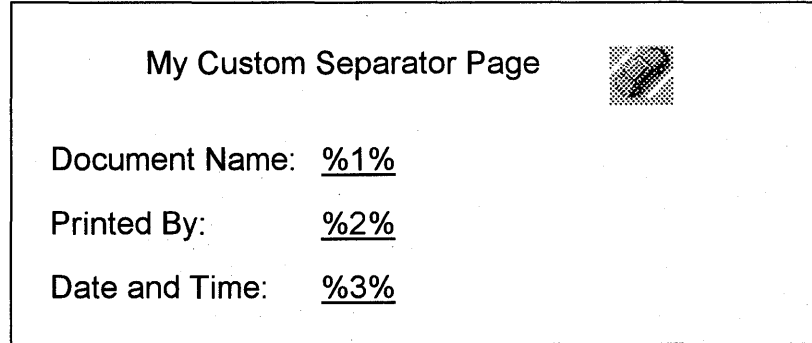 My Custom Separator Page
Document Name: %1%
Printed By: %2%
Date and Time: %3%